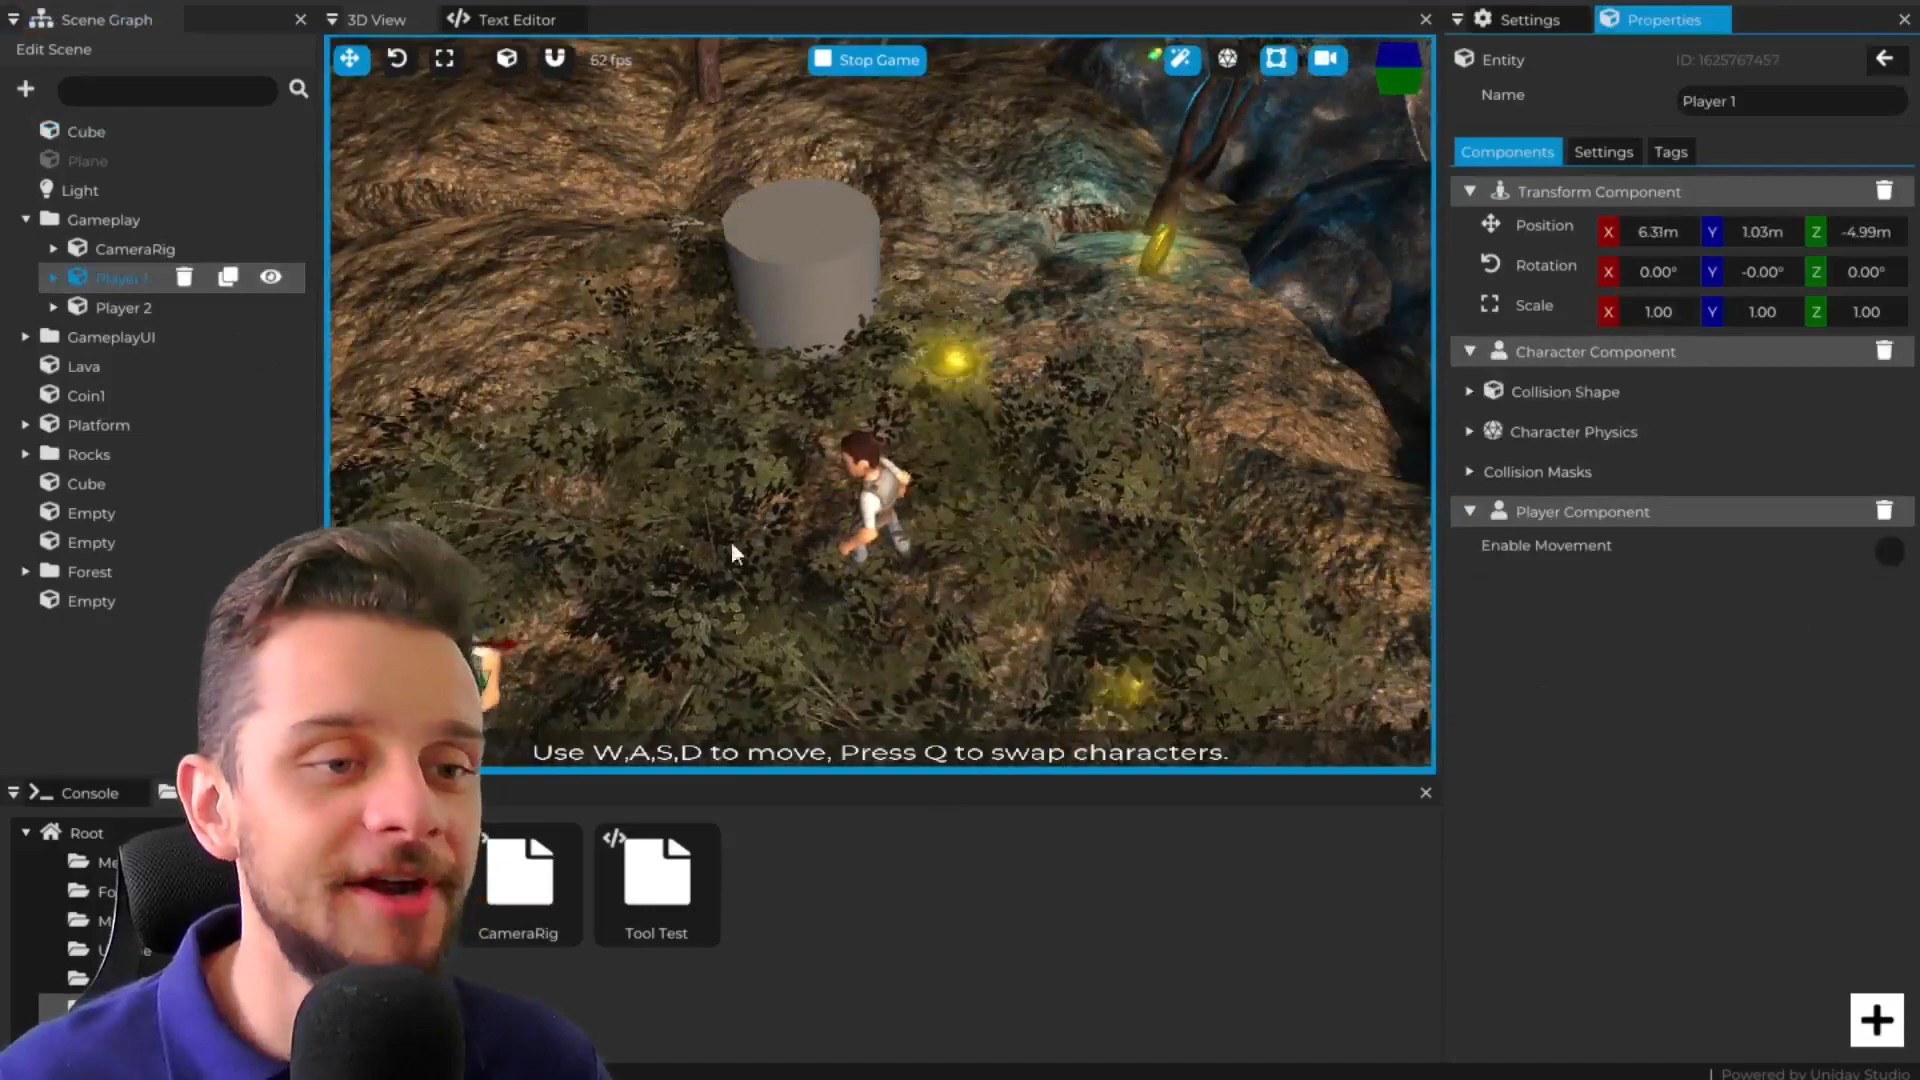 Scene Graph
Edit Scene
Cube
Plane
Light
Gameplay
CameraRig
Player 1
Player 2
GameplayUI
Lava
Coin1
Platform
Rocks
Cube
Empty
Empty
Forest
Empty
3D View
Text Editor
62 fps
Stop Game
Use W,A,S,D to move, Press Q to swap characters.
Console
Root
CameraRig
Tool Test
Settings
Properties
Entity
ID: 1625767457
Name
Player 1
Components
Settings
Tags
Transform Component
Position X 6.31m Y 1.03m Z -4.99m
Rotation X 0.00° Y -0.00° Z 0.00°
Scale X 1.00 Y 1.00 Z 1.00
Character Component
Collision Shape
Character Physics
Collision Masks
Player Component
Enable Movement
| Powered by Uniday Studio